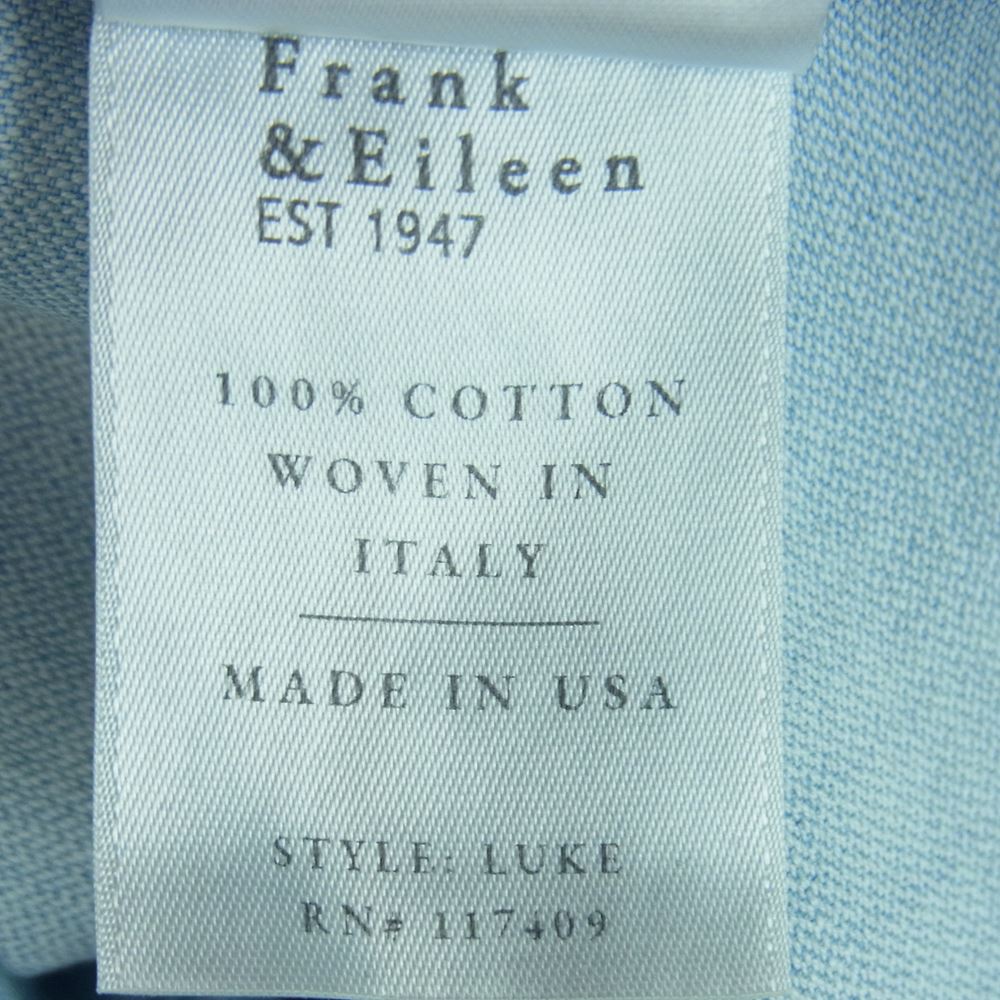 Frank
&Eileen
EST 1947
100% COTTON
WOVEN IN
ITALY
MADE IN USA
STYLE: LUKE
RN# 117409